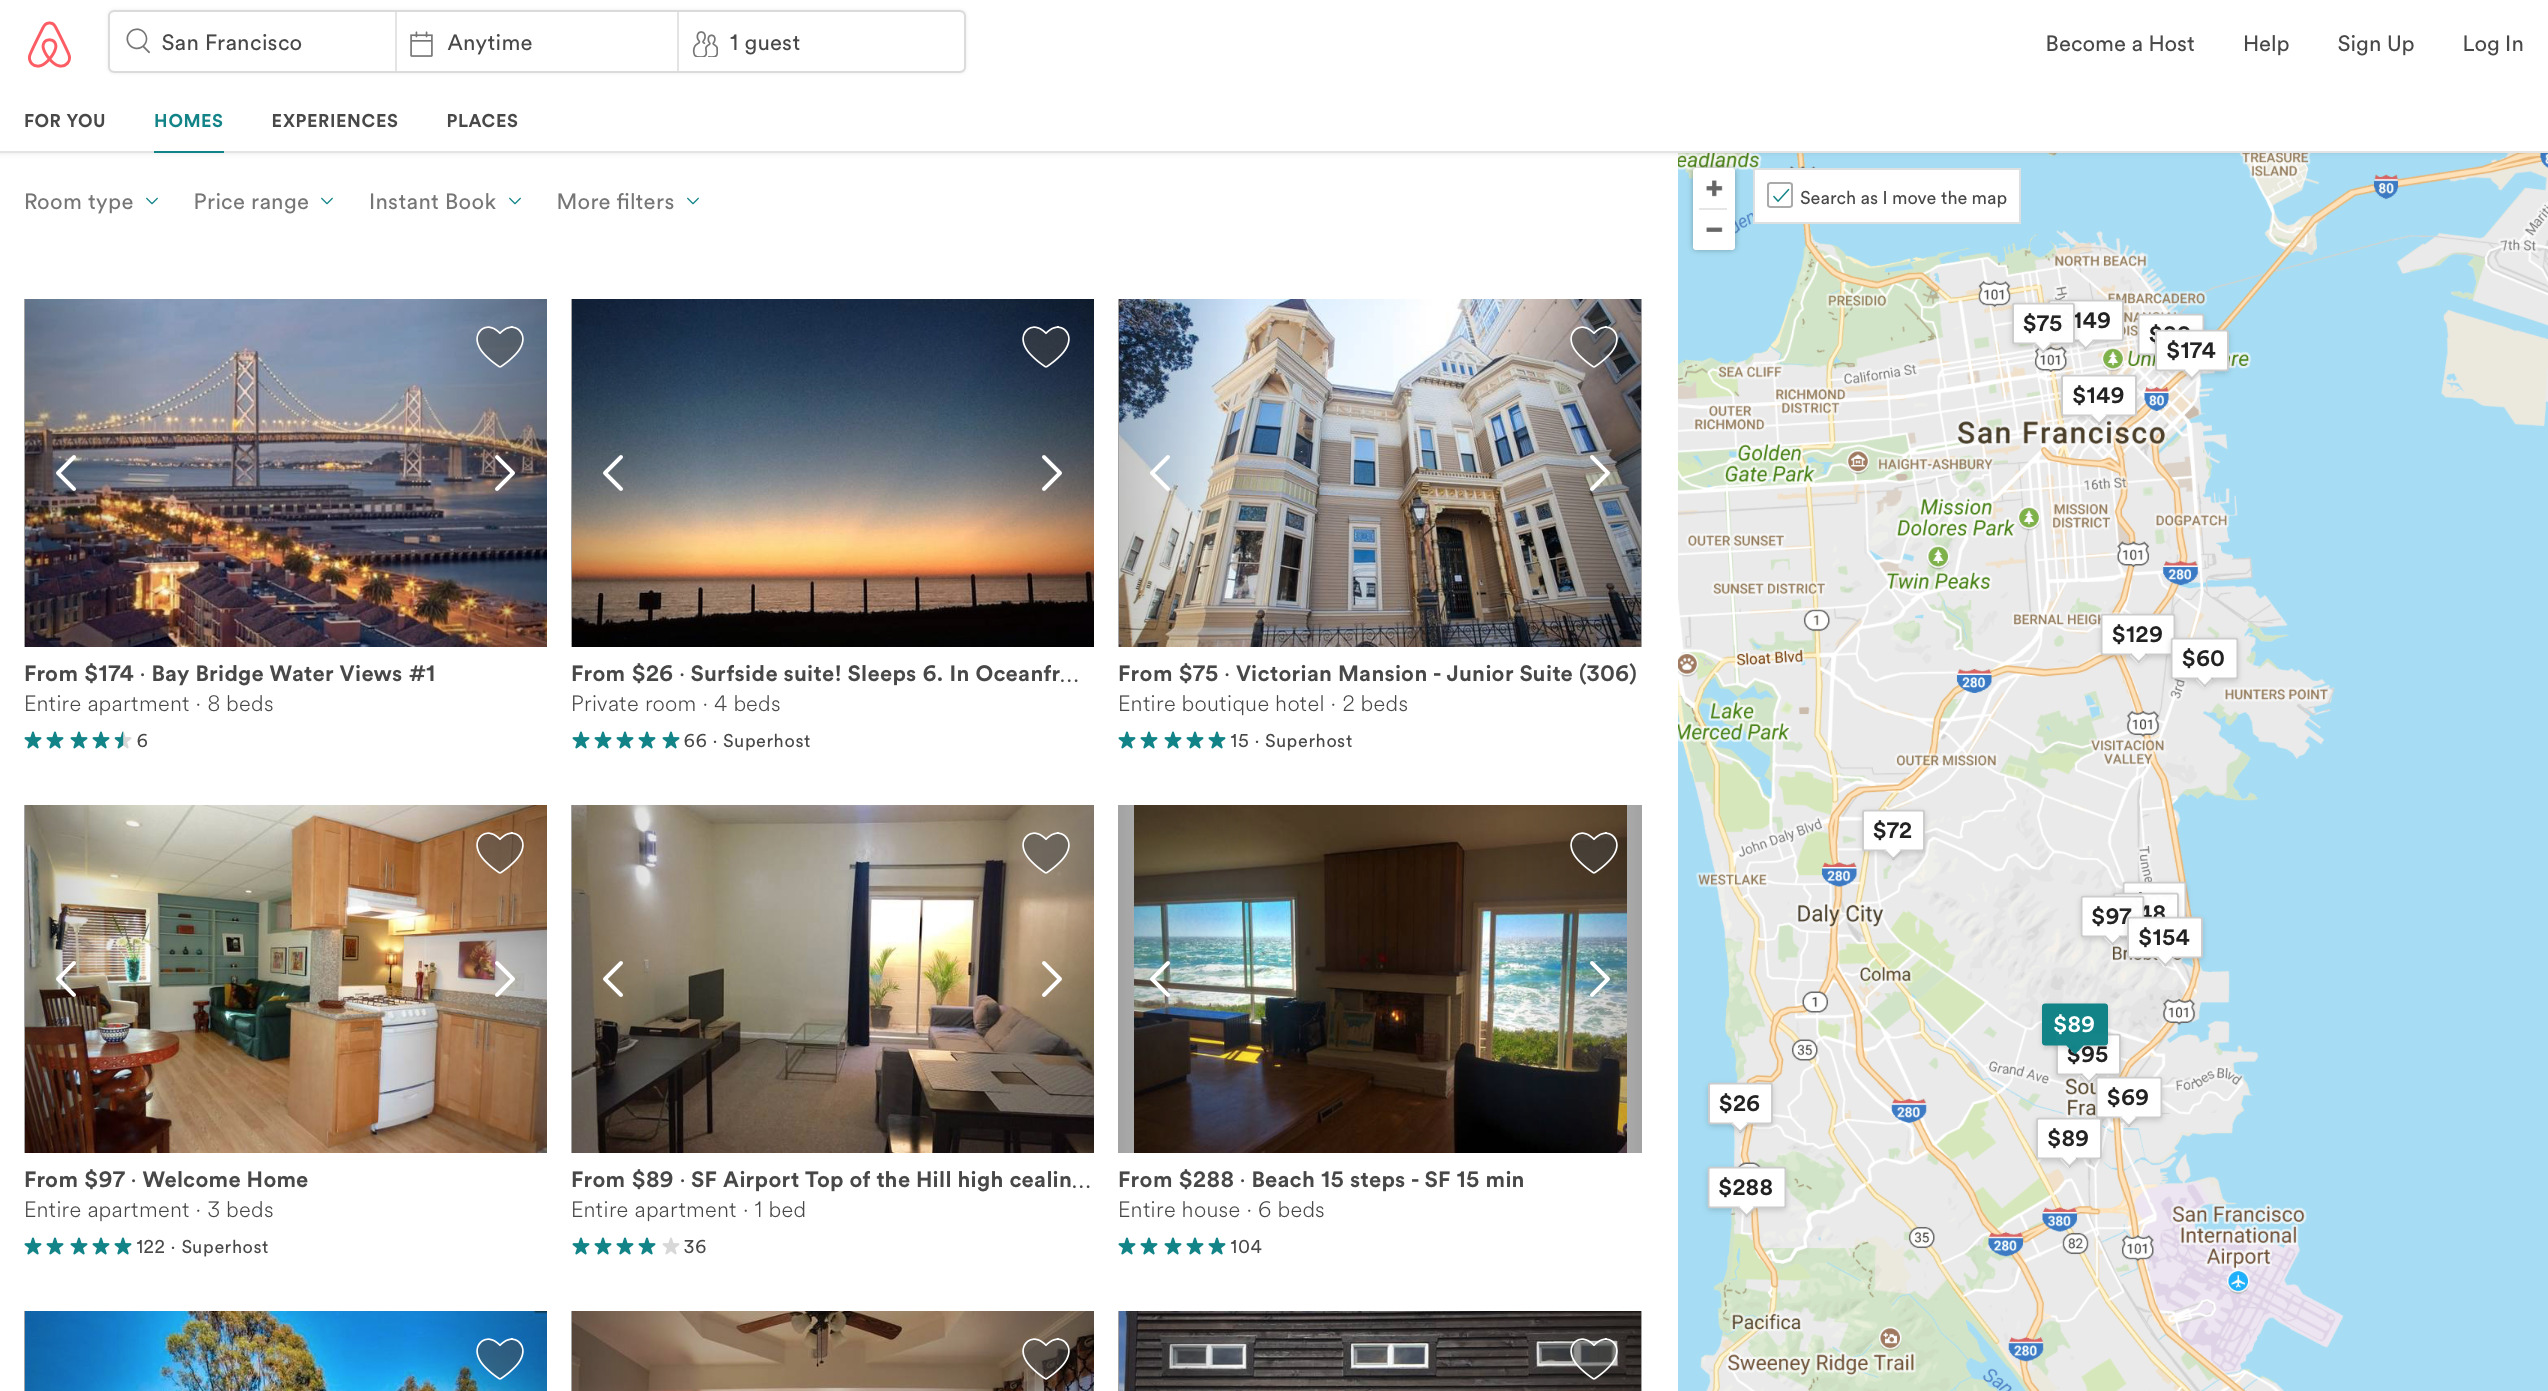 San Francisco
Anytime
1 guest
Become a Host
Help
Sign Up
Log In
FOR YOU
HOMES
EXPERIENCES
PLACES
Room type
Price range
Instant Book
More filters
From $174 · Bay Bridge Water Views #1
Entire apartment · 8 beds
6
From $26 · Surfside suite! Sleeps 6. In Oceanfr...
Private room · 4 beds
66 · Superhost
From $75 · Victorian Mansion - Junior Suite (306)
Entire boutique hotel · 2 beds
15 · Superhost
From $97 · Welcome Home
Entire apartment · 3 beds
122 · Superhost
From $89 · SF Airport Top of the Hill high cealin...
Entire apartment · 1 bed
36
From $288 · Beach 15 steps - SF 15 min
Entire house · 6 beds
104
eadlands
+
Search as I move the map
−
TREASURE
ISLAND
80
7th St
NORTH BEACH
PRESIDIO
101
EMBARCADERO
$75
149
$174
101
SEA CLIFF
California St
RICHMOND
DISTRICT
$149
80
OUTER
RICHMOND
San Francisco
Golden
Gate Park
HAIGHT-ASHBURY
16th St
Mission
Dolores Park
MISSION
DISTRICT
DOGPATCH
OUTER SUNSET
101
Twin Peaks
280
SUNSET DISTRICT
1
BERNAL HEIG
$129
Sloat Blvd
$60
280
3rd
HUNTERS POINT
Lake
Merced Park
101
VISITACION
VALLEY
OUTER MISSION
$72
John Daly Blvd
280
WESTLAKE
Tunne
Daly City
$97
48
$154
Colma
1
101
$89
35
$95
Grand Ave
Forbes Blvd
Sou
Fra
$69
$26
280
$89
$288
380
San Francisco
International
Airport
35
280
82
101
Pacifica
280
Sweeney Ridge Trail
San